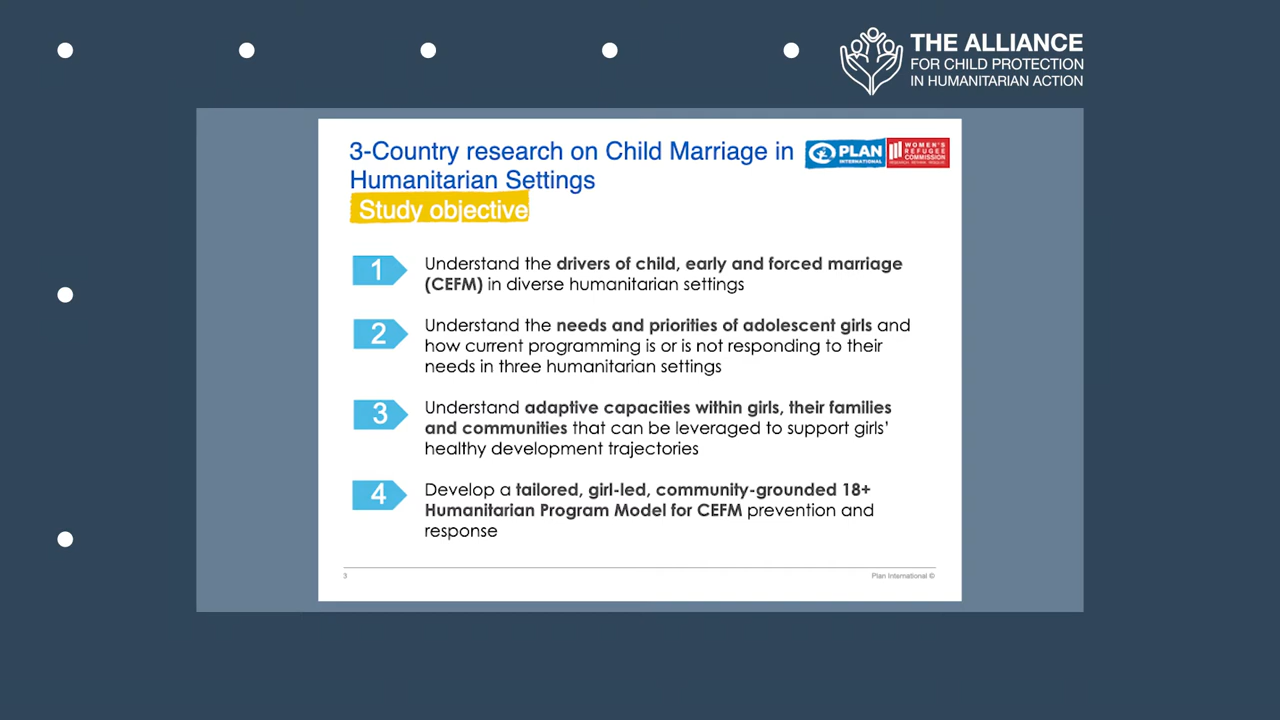 THE ALLIANCE
FOR CHILD PROTECTION
IN HUMANITARIAN ACTION
3-Country research on Child Marriage in
Humanitarian Settings
Study objective
PLAN
INTERNATIONAL
WOMEN'S
REFUGEE
COMMISSION
1
Understand the drivers of child, early and forced marriage
(CEFM) in diverse humanitarian settings
2
Understand the needs and priorities of adolescent girls and
how current programming is or is not responding to their
needs in three humanitarian settings
3
Understand adaptive capacities within girls, their families
and communities that can be leveraged to support girls'
healthy development trajectories
4
Develop a tailored, girl-led, community-grounded 18+
Humanitarian Program Model for CEFM prevention and
response
3
Plan International ©